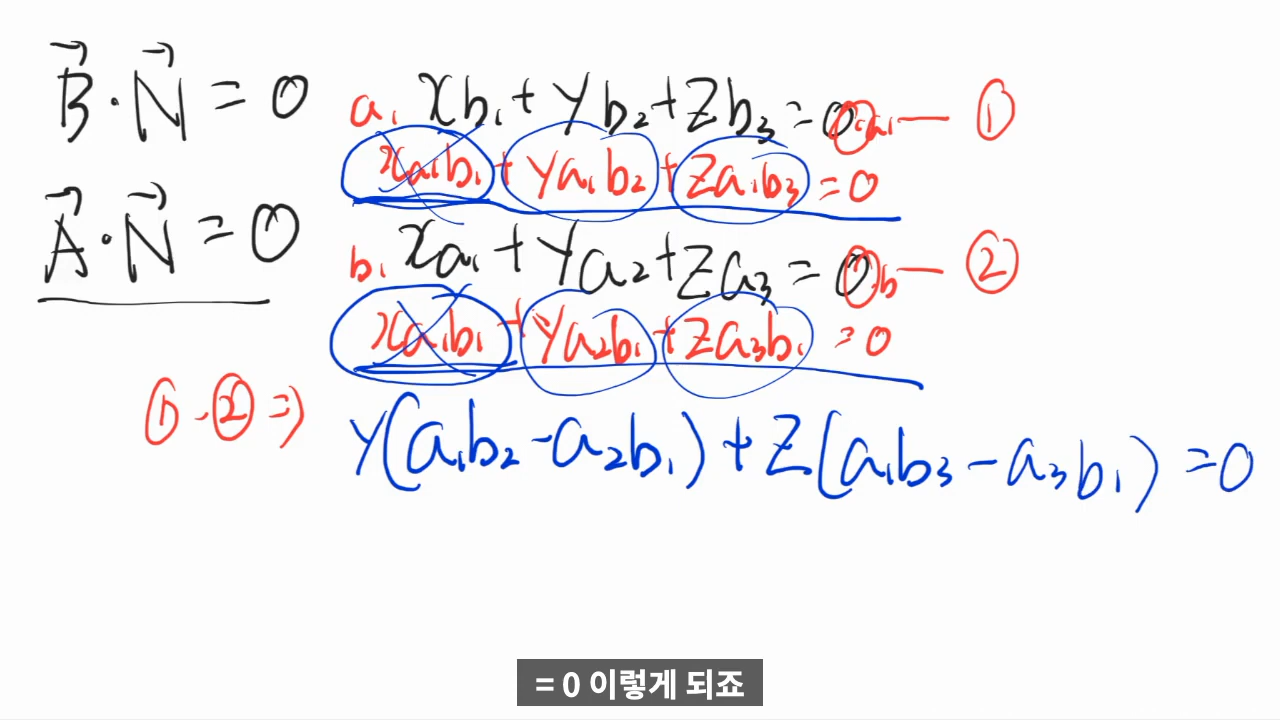 B⃗·N⃗ = 0
a₁ xb₁+yb₂+zb₃=0·a₁ — ①
xa₁b₁+ya₁b₂+za₁b₃=0
A⃗·N⃗ = 0
b₁ xa₁+ya₂+za₃=0·b — ②
xa₁b₁+ya₂b₁+za₃b₁=0
①-②⇒ y(a₁b₂-a₂b₁)+z(a₁b₃-a₃b₁)=0
= 0 이렇게 되죠